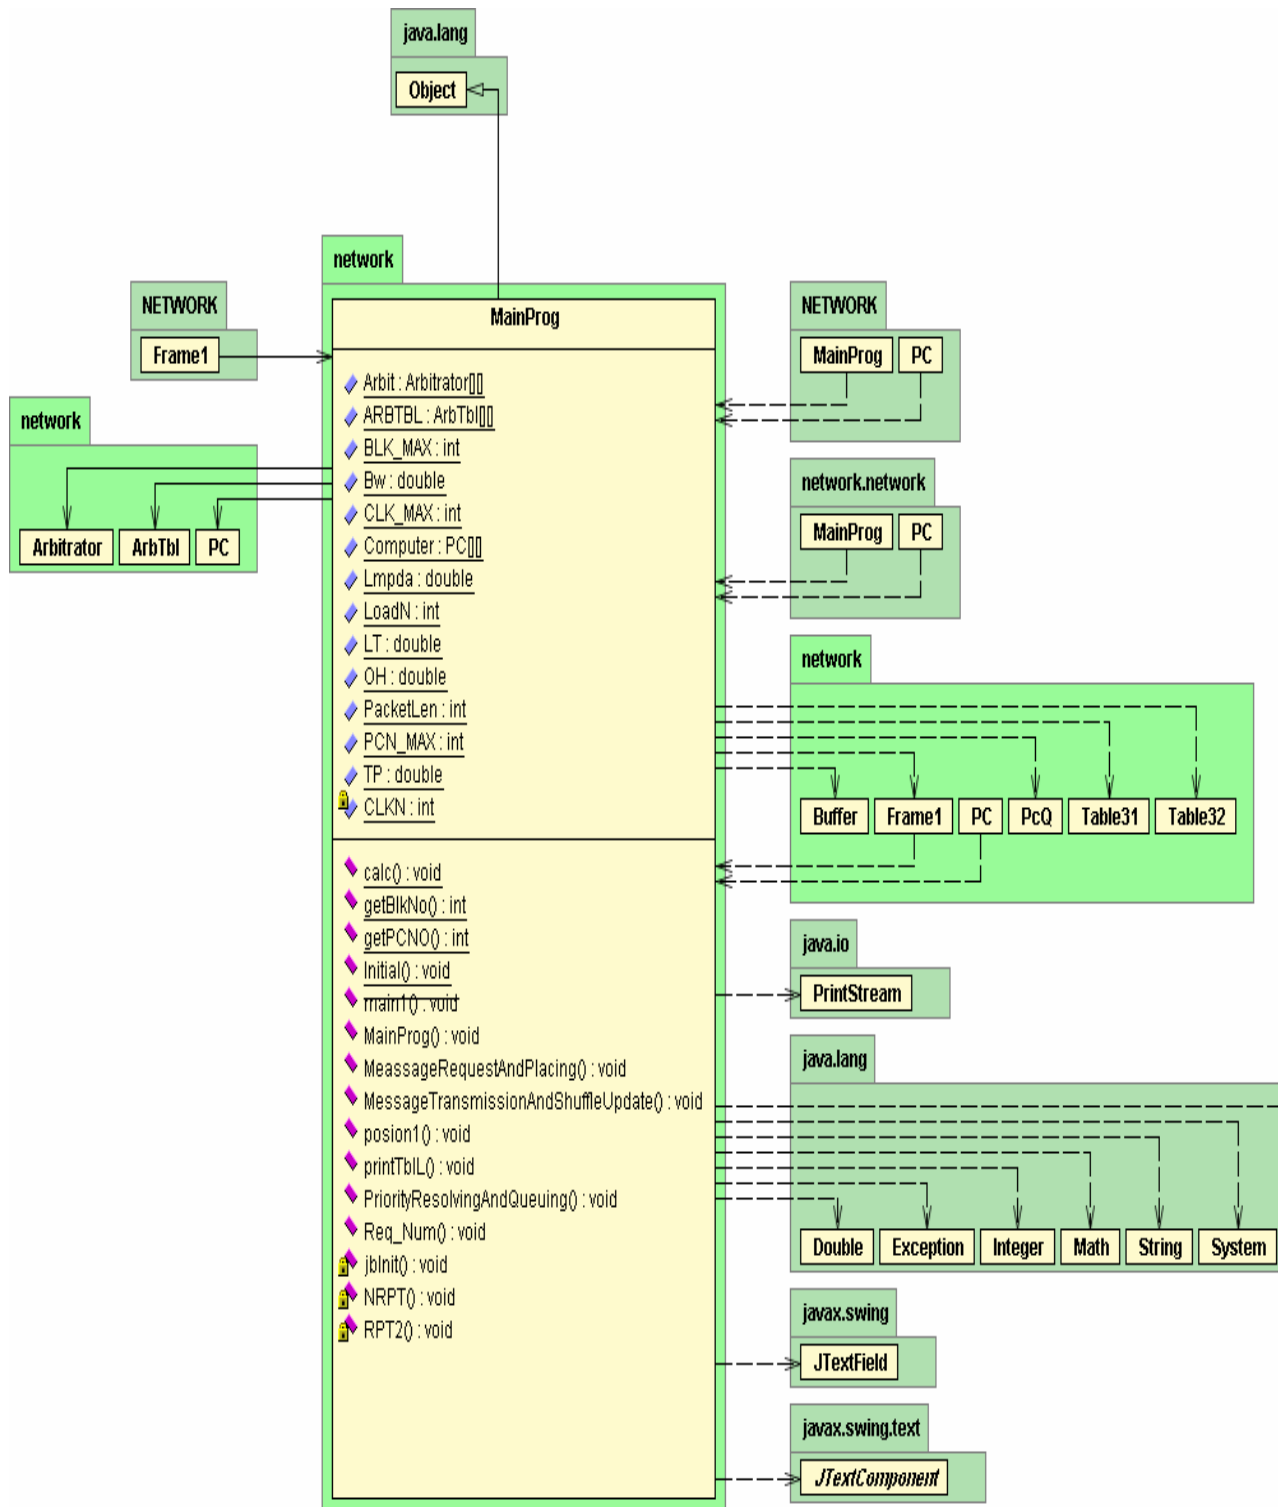 java.lang
Object
network
MainProg
Arbit : Arbitrator[][]
ARBTBL : ArbTbl[][]
BLK_MAX : int
Bw : double
CLK_MAX : int
Computer : PC[][]
Lmpda : double
LoadN : int
LT : double
OH : double
PacketLen : int
PCN_MAX : int
TP : double
CLKN : int
calc() : void
getBlkNo() : int
getPCNO() : int
Initial() : void
main1() : void
MainProg() : void
MeassageRequestAndPlacing() : void
MessageTransmissionAndShuffleUpdate() : void
posion1() : void
printTblL() : void
PriorityResolvingAndQueuing() : void
Req_Num() : void
jbInit() : void
NRPT() : void
RPT2() : void
NETWORK
Frame1
network
Arbitrator ArbTbl PC
NETWORK
MainProg PC
network.network
MainProg PC
network
Buffer Frame1 PC PcQ Table31 Table32
java.io
PrintStream
java.lang
Double Exception Integer Math String System
javax.swing
JTextField
javax.swing.text
JTextComponent